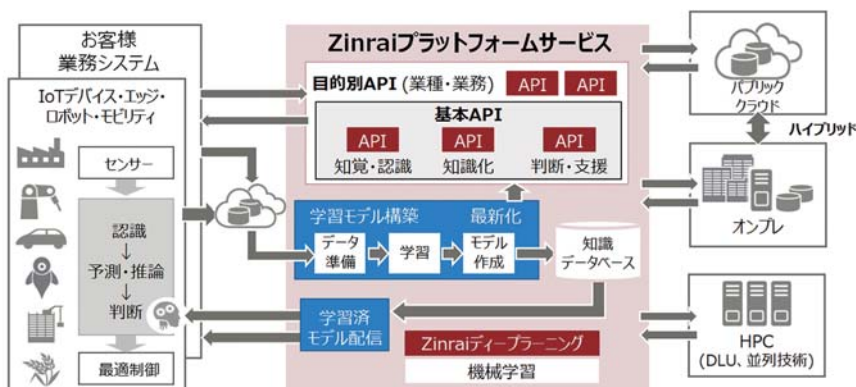 お客様
業務システム
IoTデバイス・エッジ・
ロボット・モビリティ
センサー
認識
予測・推論
判断
最適制御
Zinraiプラットフォームサービス
目的別API (業種・業務)
API
API
基本API
API
API
API
知覚・認識
知識化
判断・支援
学習モデル構築
最新化
データ
準備
学習
モデル
作成
知識
データベース
学習済
モデル配信
Zinraiディープラーニング
機械学習
パブリック
クラウド
ハイブリッド
オンプレ
HPC
(DLU、並列技術)